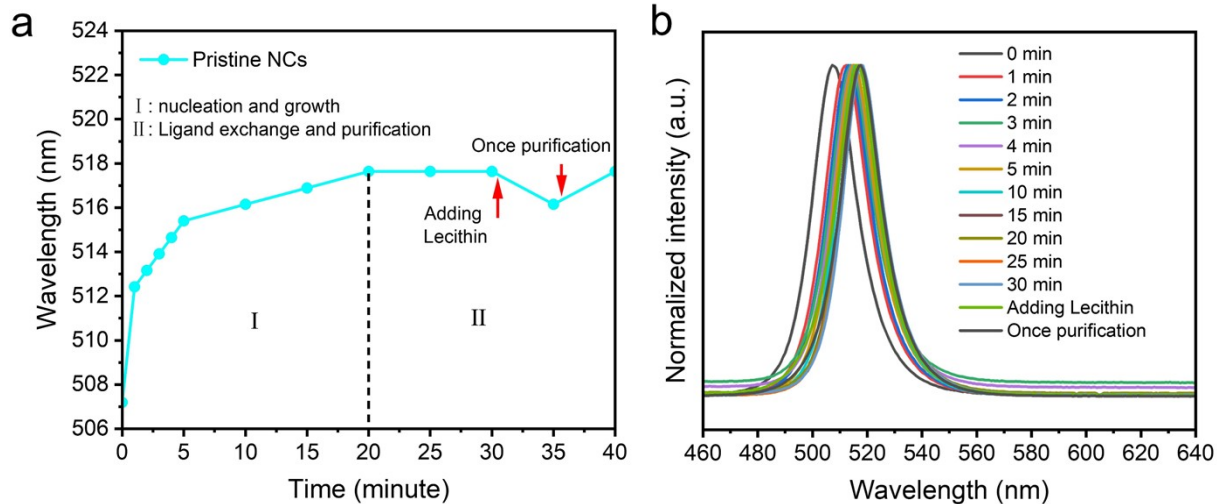 a
524
522
520
518
516
514
512
510
508
506
Wavelength (nm)
Pristine NCs
Ⅰ : nucleation and growth
Ⅱ : Ligand exchange and purification
Once purification
Adding
Lecithin
Ⅰ
Ⅱ
0 5 10 15 20 25 30 35 40
Time (minute)
b
Normalized intensity (a.u.)
0 min
1 min
2 min
3 min
4 min
5 min
10 min
15 min
20 min
25 min
30 min
Adding Lecithin
Once purification
460 480 500 520 540 560 580 600 620 640
Wavelength (nm)